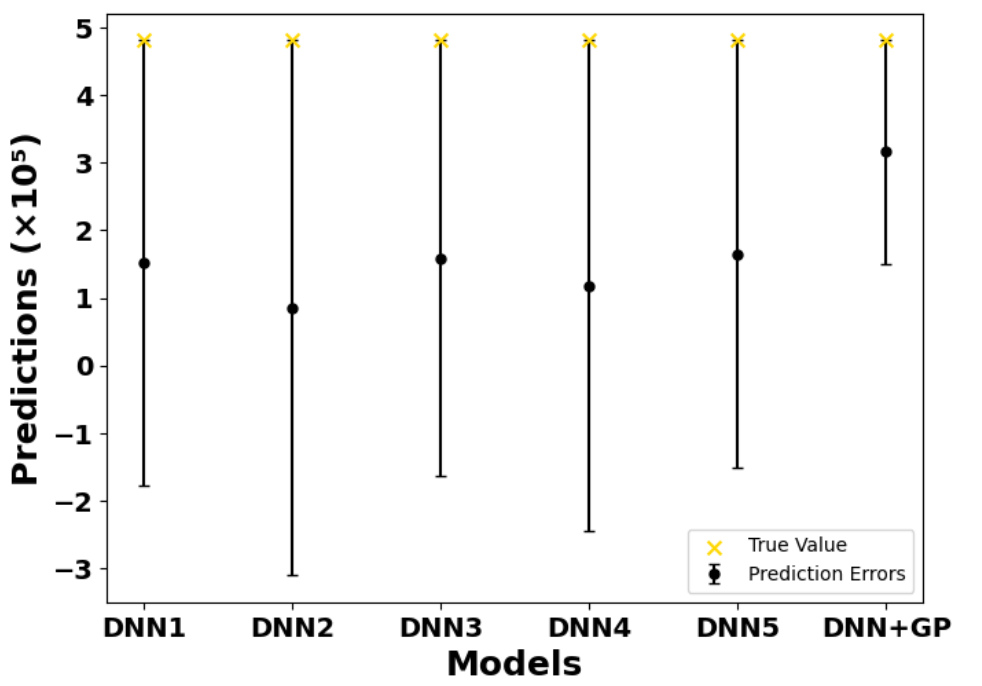 Predictions (×10⁵)
5
4
3
2
1
0
−1
−2
−3
True Value
Prediction Errors
DNN1 DNN2 DNN3 DNN4 DNN5 DNN+GP
Models